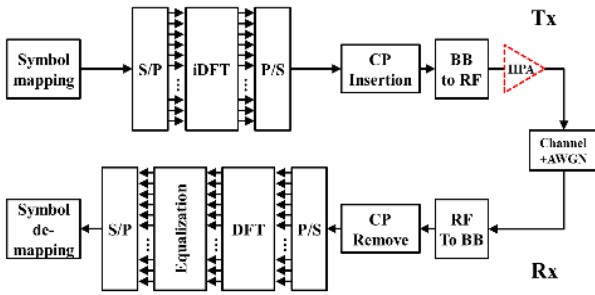 Tx
Symbol
mapping
S/P
iDFT
P/S
CP
Insertion
BB
to RF
HPA
Channel
+AWGN
Symbol
de-
mapping
S/P
Equalization
DFT
P/S
CP
Remove
RF
To BB
Rx